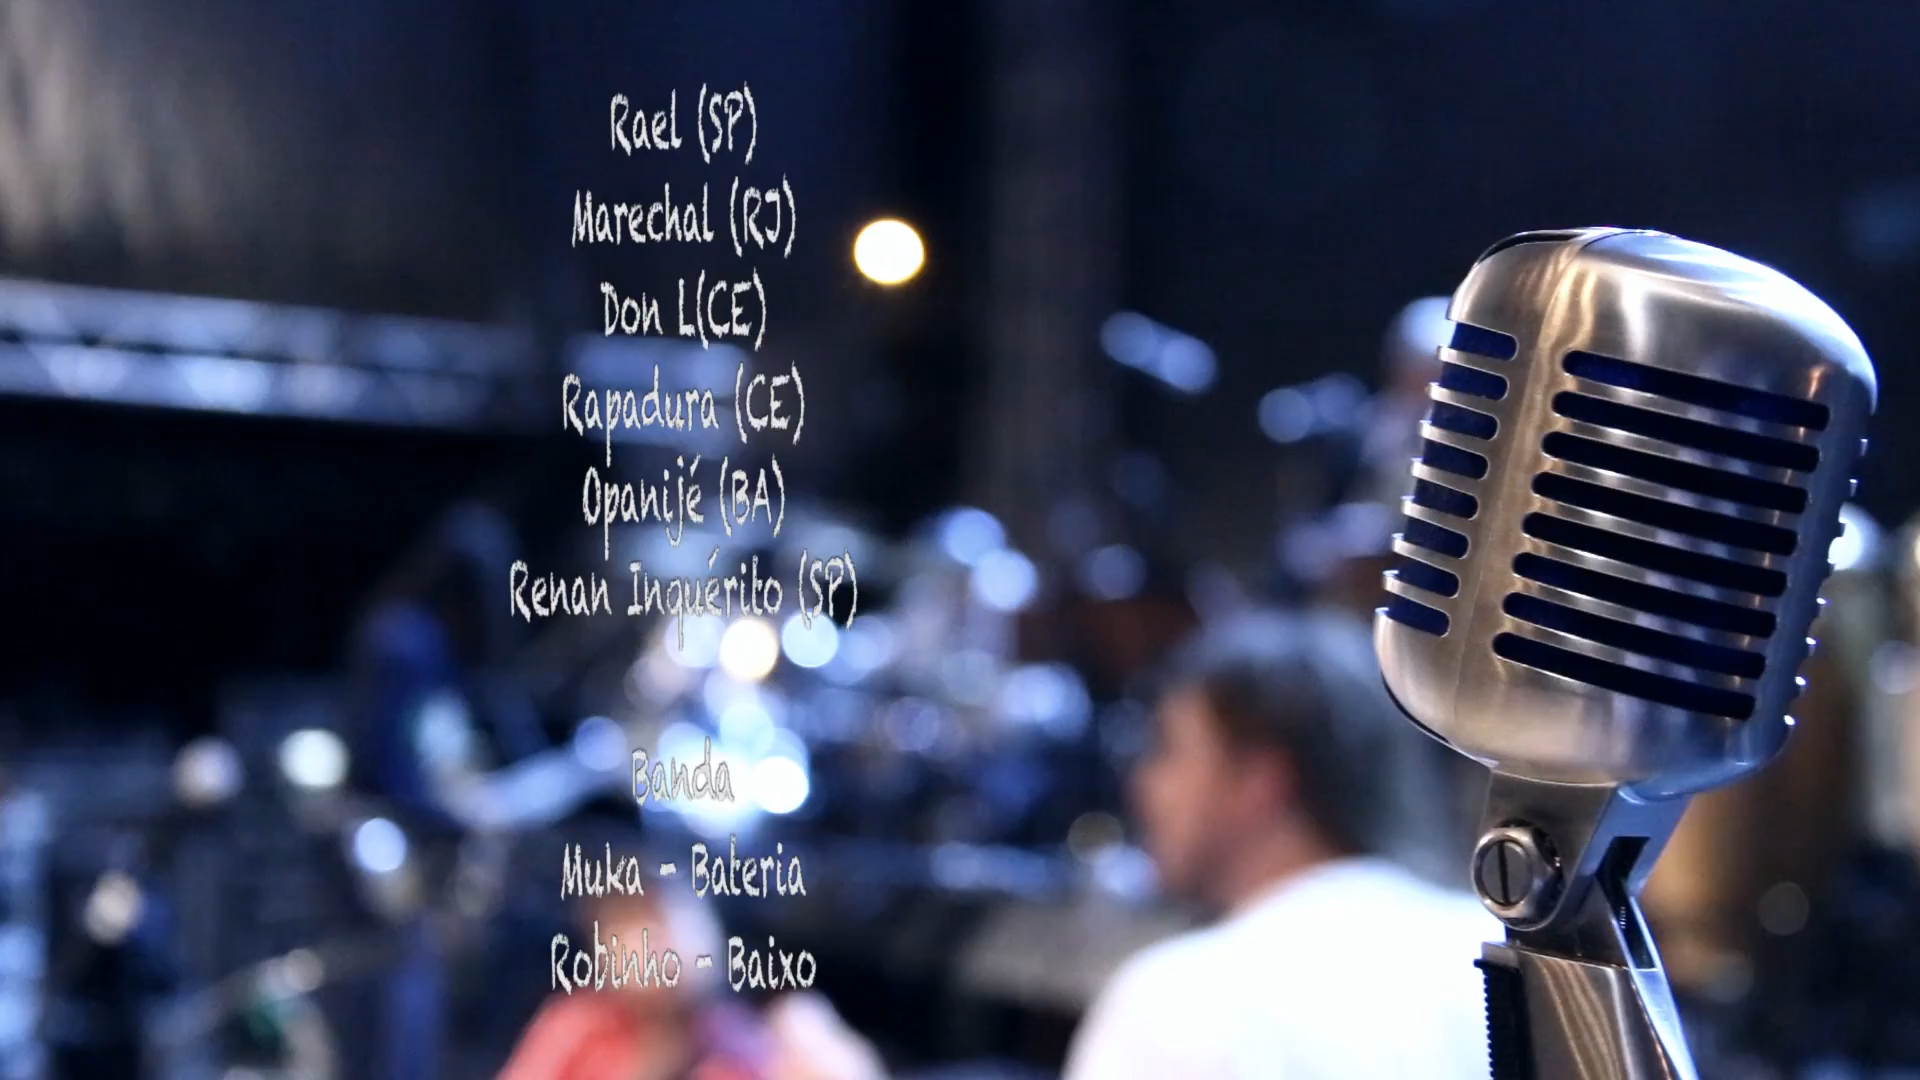 Rael (SP)
Marechal (RJ)
Don L(CE)
Rapadura (CE)
Opanijé (BA)
Renan Inquérito (SP)
Banda
Muka - Bateria
Robinho - Baixo